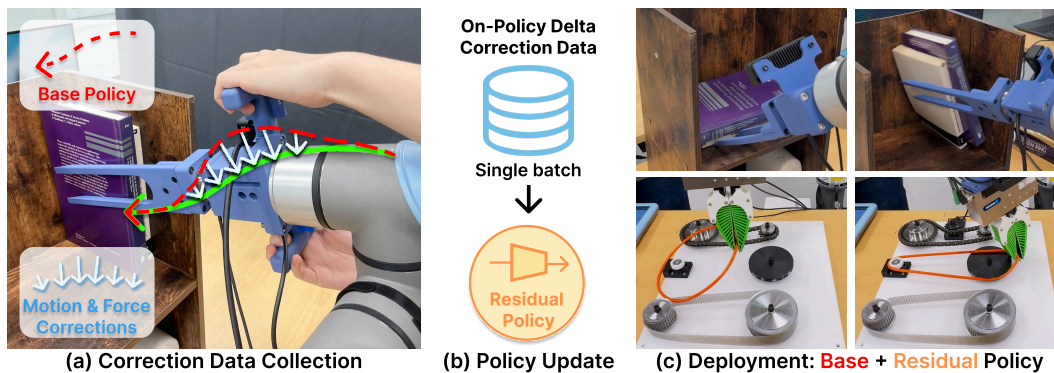 Base Policy
Motion & Force
Corrections
(a) Correction Data Collection
On-Policy Delta
Correction Data
Single batch
Residual
Policy
(b) Policy Update
(c) Deployment: Base + Residual Policy